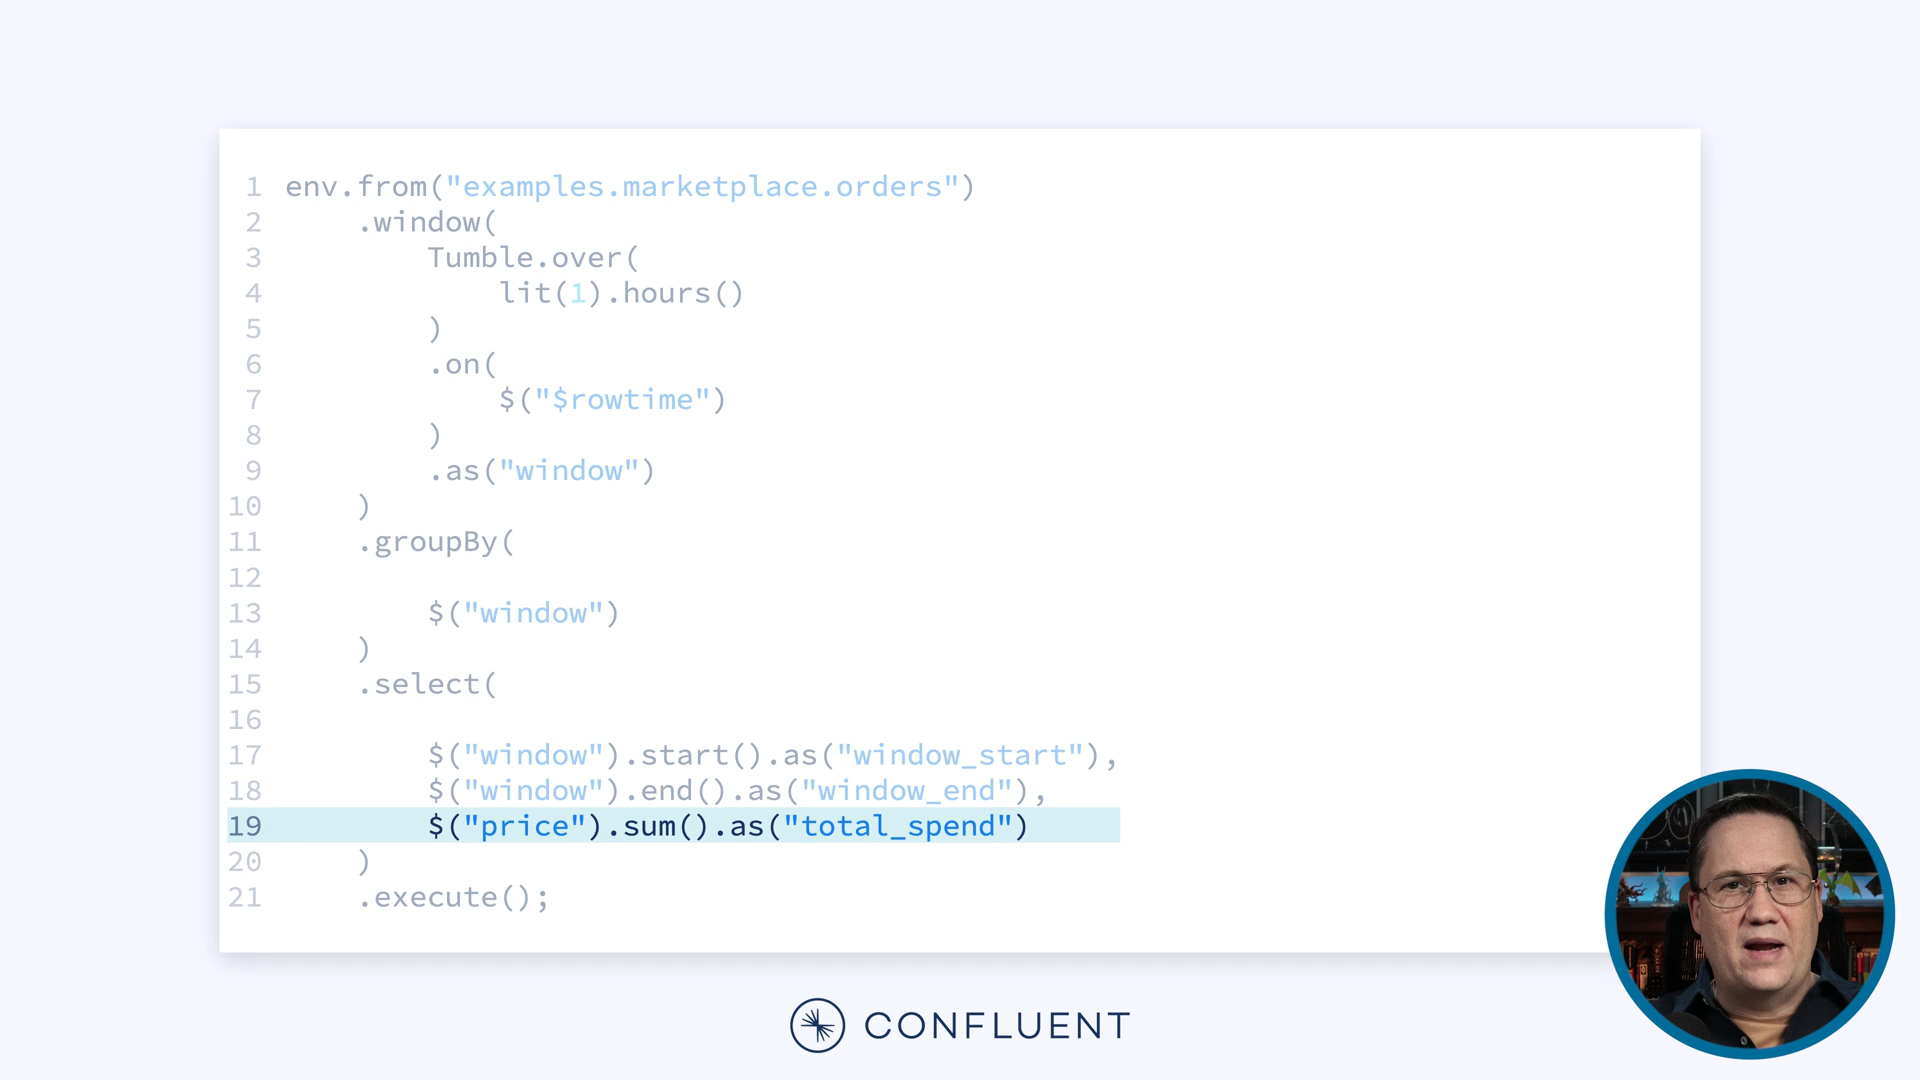 1 env.from("examples.marketplace.orders")
2 .window(
3 Tumble.over(
4 lit(1).hours()
5 )
6 .on(
7 $("$rowtime")
8 )
9 .as("window")
10 )
11 .groupBy(
12
13 $("window")
14 )
15 .select(
16
17 $("window").start().as("window_start"),
18 $("window").end().as("window_end"),
19 $("price").sum().as("total_spend")
20 )
21 .execute();
CONFLUENT